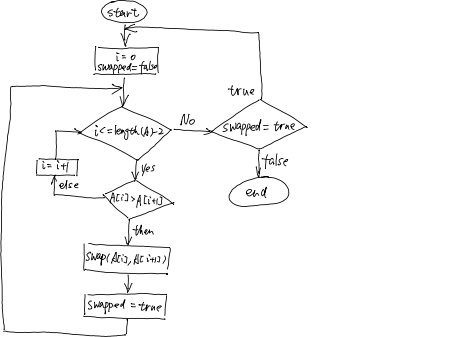 start
i = 0
swapped=false
i<=length(A)-2
No
true
swapped = true
false
end
yes
i = i+1
else
A[i]>A[i+1]
then
swap(A[i], A[i+1])
swapped = true